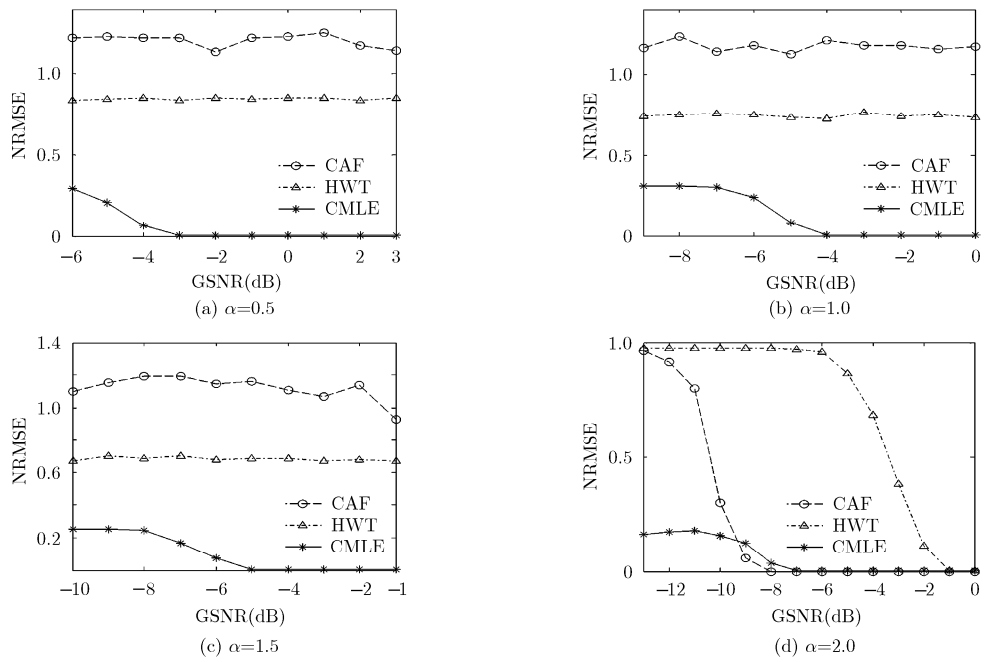 NRMSE
1.0
0.5
0
CAF
HWT
CMLE
−6 −4 −2 0 2 3
GSNR(dB)
(a) α=0.5
NRMSE
1.0
0.5
0
CAF
HWT
CMLE
−8 −6 −4 −2 0
GSNR(dB)
(b) α=1.0
NRMSE
1.4
1.0
0.6
0.2
CAF
HWT
CMLE
−10 −8 −6 −4 −2 −1
GSNR(dB)
(c) α=1.5
NRMSE
1.0
0.5
0
CAF
HWT
CMLE
−12 −10 −8 −6 −4 −2 0
GSNR(dB)
(d) α=2.0